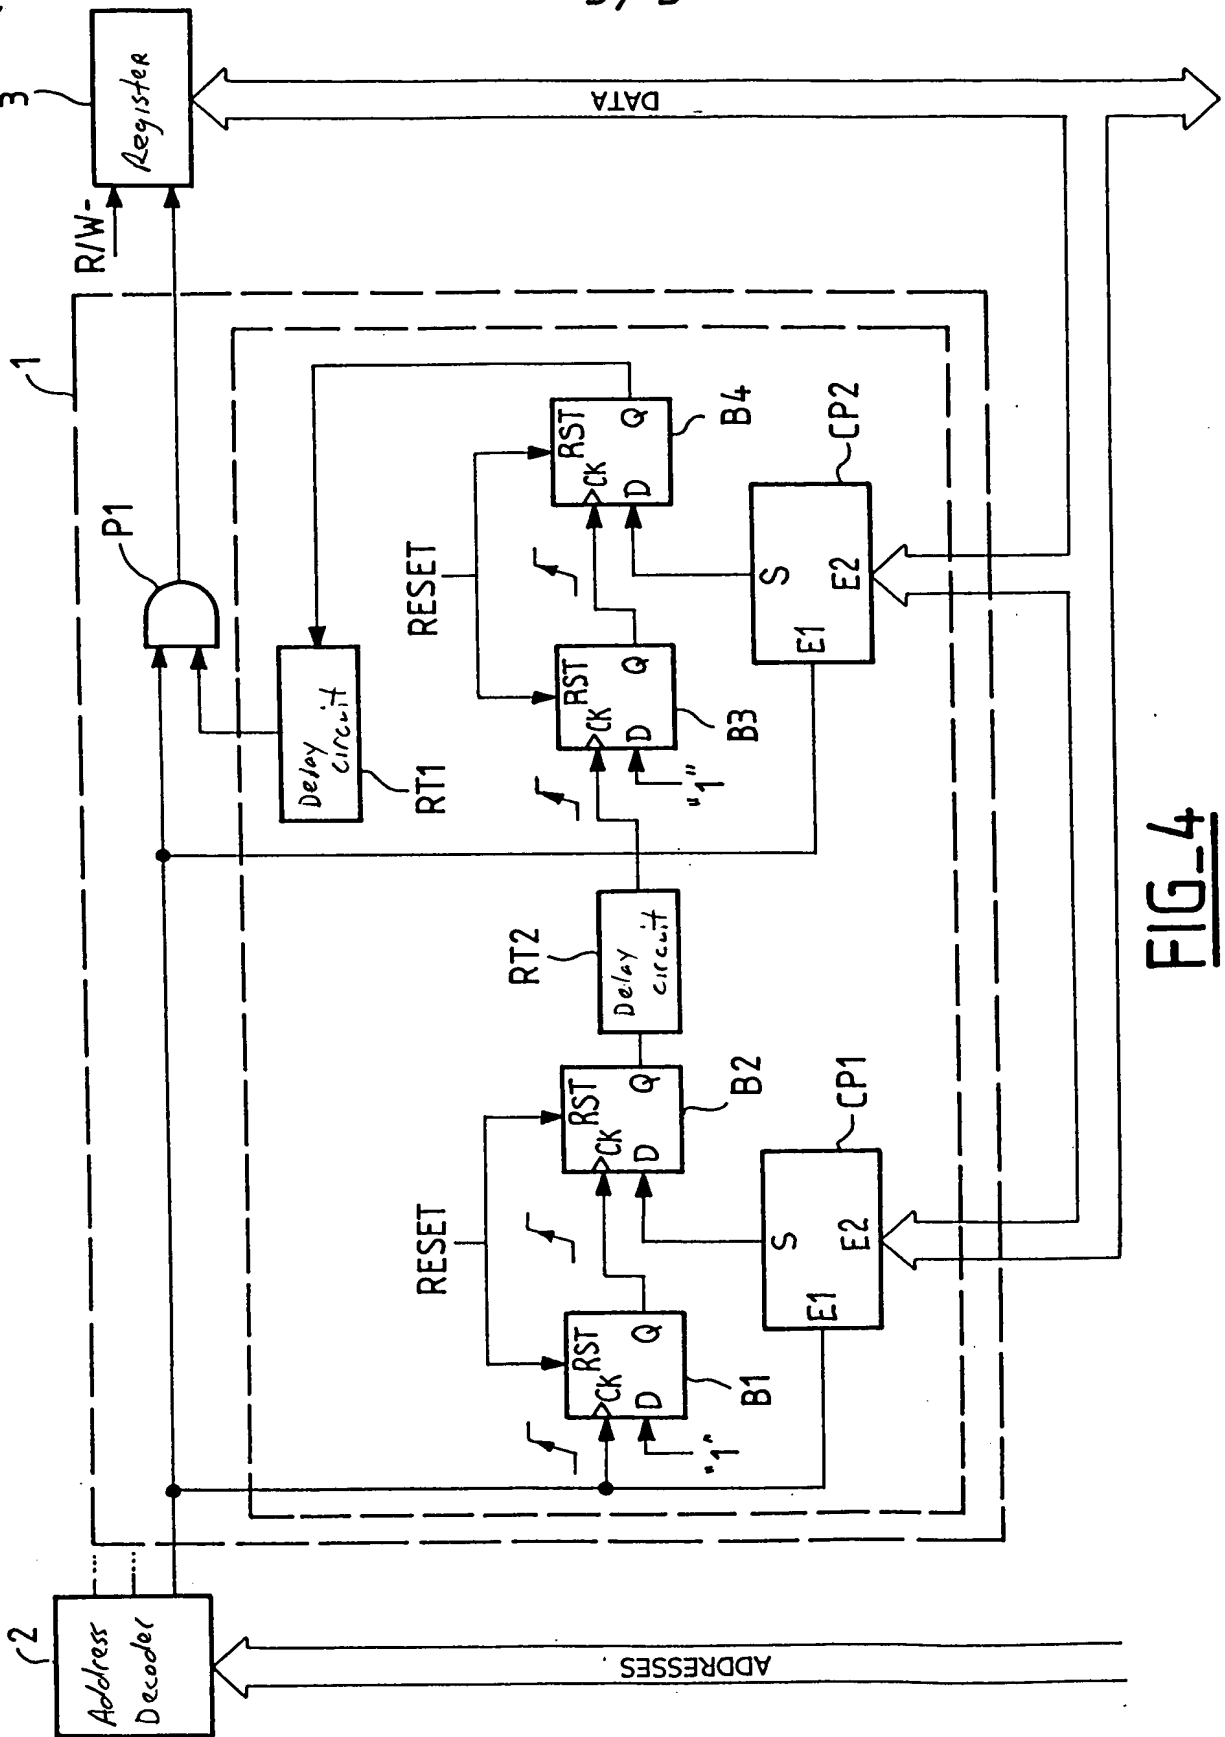 2
Address
Decoder
ADDRESSES
1
P1
R/W-
3
Register
DATA
Delay
circuit
RT1
RESET
RST
CK
D
Q
B1
"1"
RST
CK
D
Q
B2
RT2
Delay
circuit
RESET
RST
CK
D
Q
B3
"1"
RST
CK
D
Q
B4
E1
S
E2
CP1
E1
S
E2
CP2
FIG_4